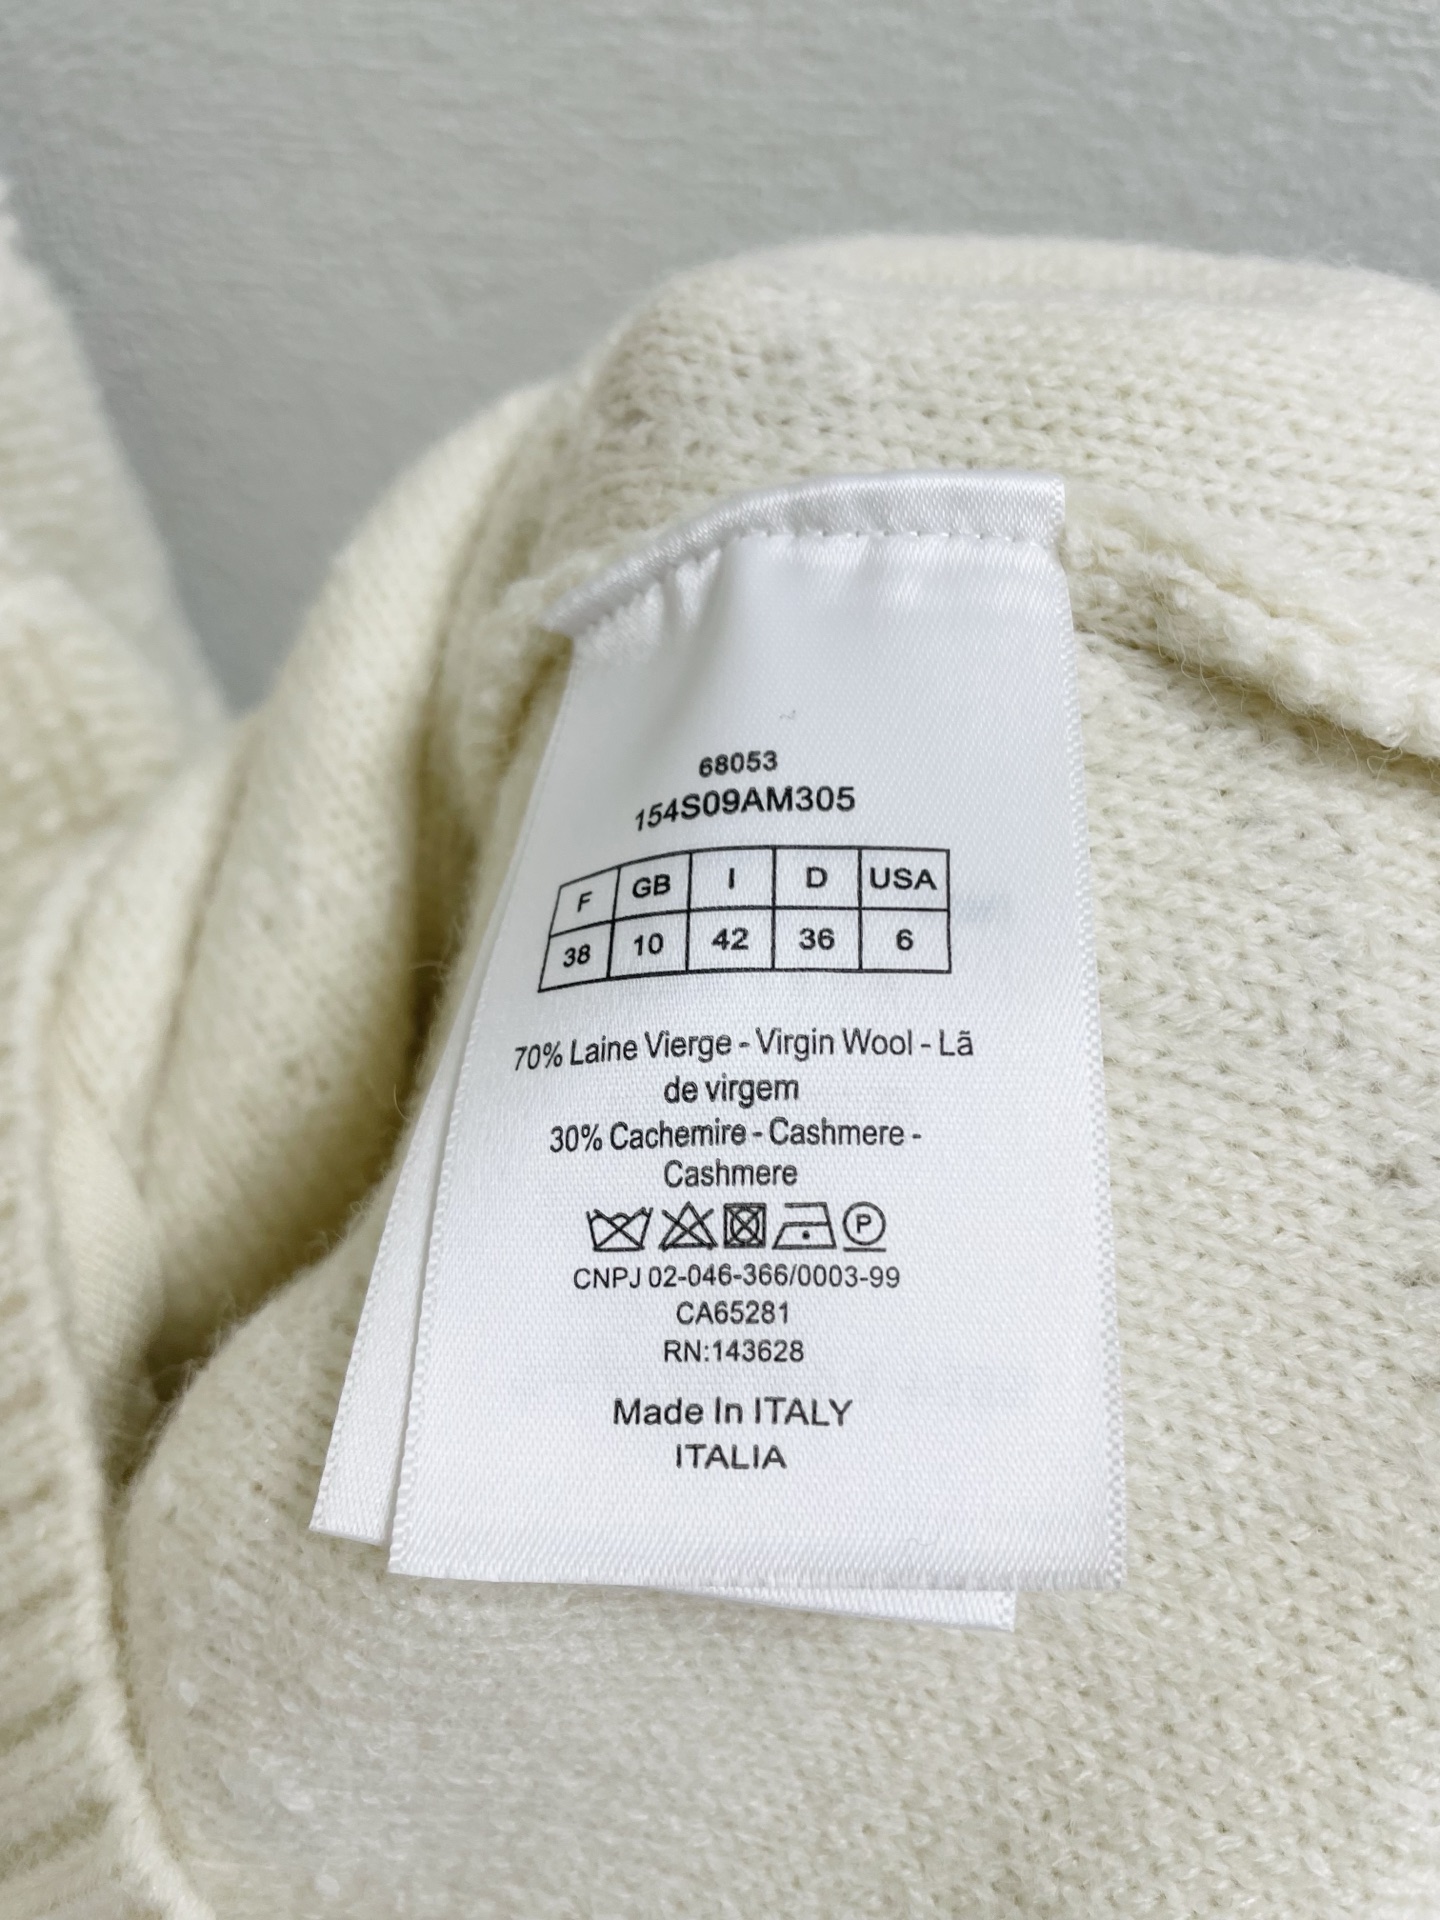 68053
154S09AM305
F GB I D USA
38 10 42 36 6
70% Laine Vierge - Virgin Wool - Lã
de virgem
30% Cachemire - Cashmere -
Cashmere
P
CNPJ 02-046-366/0003-99
CA65281
RN:143628
Made In ITALY
ITALIA